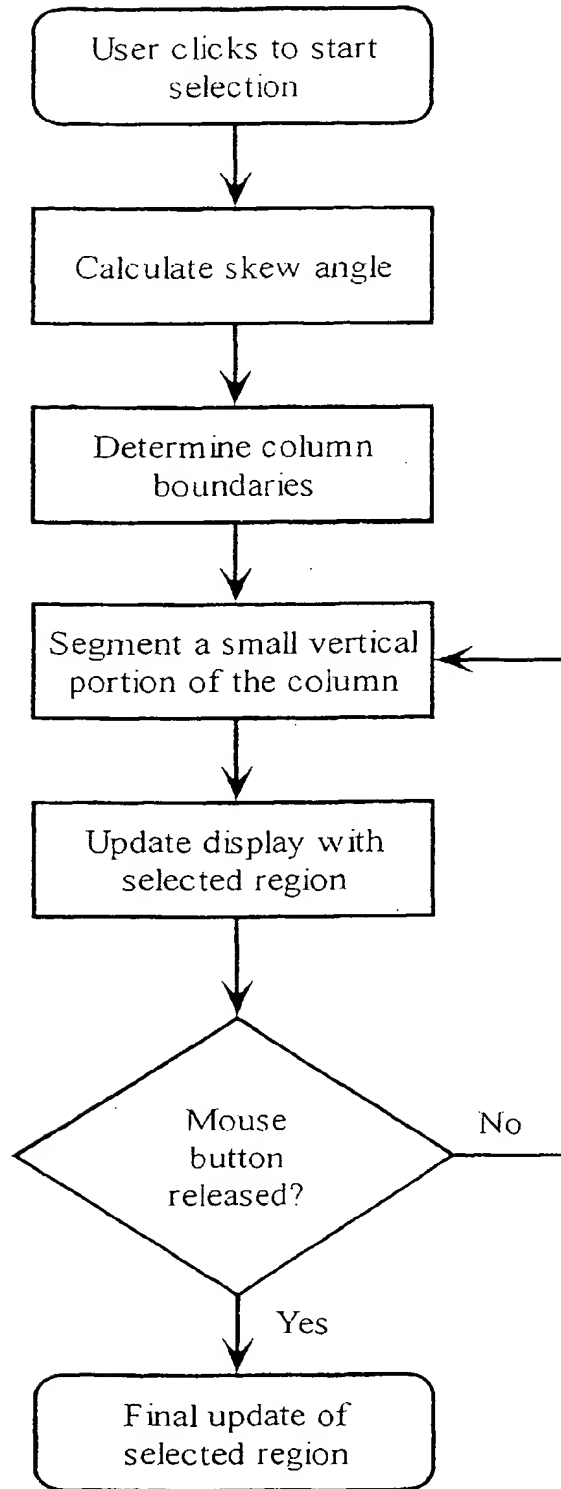 User clicks to start
selection
Calculate skew angle
Determine column
boundaries
Segment a small vertical
portion of the column
Update display with
selected region
Mouse
button
released?
No
Yes
Final update of
selected region